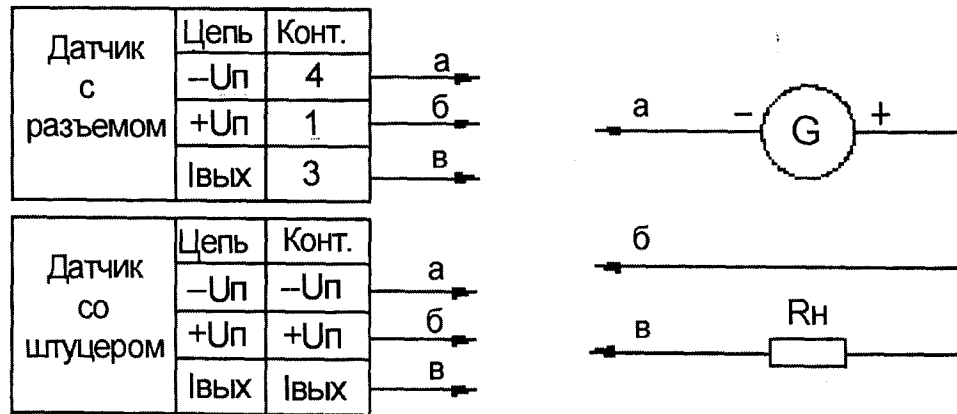 Датчик
с
разъемом
Цепь Конт.
–Uп 4
+Uп 1
Iвых 3
а
б
в
Датчик
со
штуцером
Цепь Конт.
–Uп –Uп
+Uп +Uп
Iвых Iвых
а
б
в
а – G +
б
в Rн